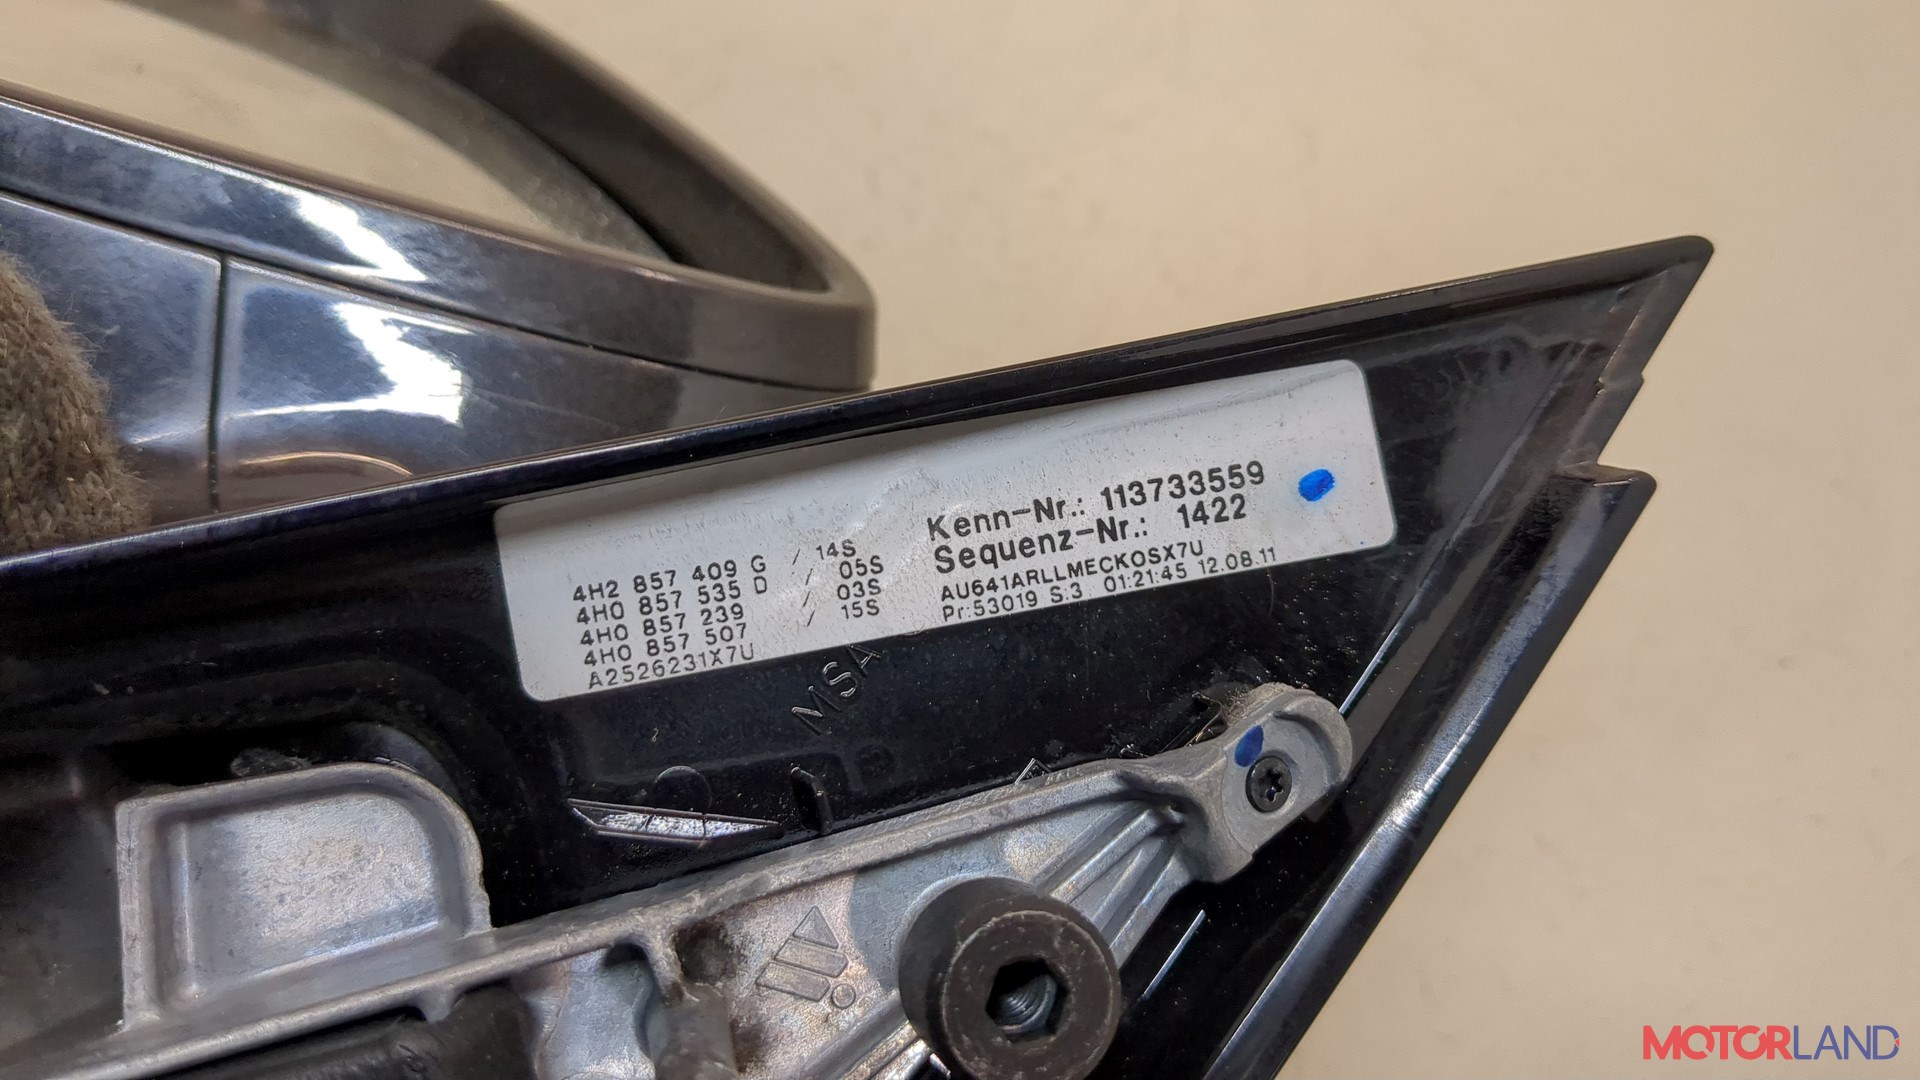 4H2 857 409 G / 14S
4H0 857 535 D / 05S
4H0 857 239 / 03S
4H0 857 507 / 15S
A2526231X7U
Kenn-Nr.: 113733559
Sequenz-Nr.: 1422
AU641ARLLMECKOSX7U
Pr:53019 S:3 01:21:45 12.08.11
MSA
MOTORLAND